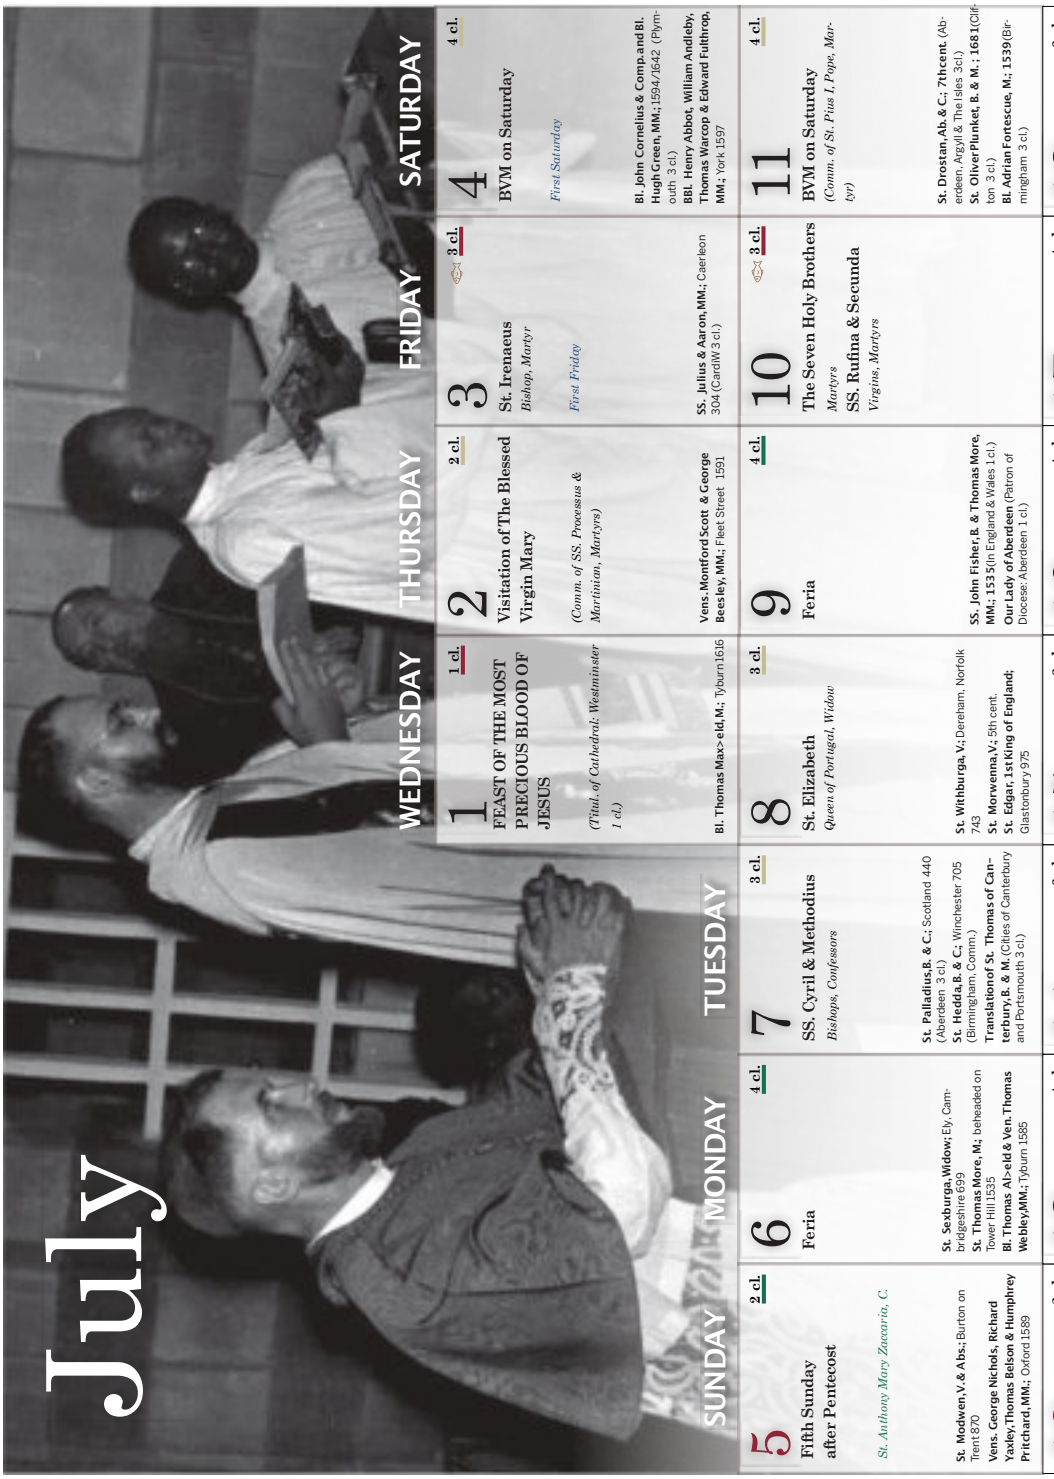 July
SUNDAY
MONDAY
TUESDAY
WEDNESDAY
THURSDAY
FRIDAY
SATURDAY
1
1 cl.
FEAST OF THE MOST
PRECIOUS BLOOD OF
JESUS
(Titul. of Cathedral: Westminster
1 cl.)
Bl. Thomas Max>eld,M.; Tyburn1616
2
2 cl.
Visitation of The Blessed
Virgin Mary
(Comm. of SS. Processus &
Martinian, Martyrs)
Vens. Montford Scott & George
Beesley, MM.; Fleet Street 1591
3
3 cl.
St. Irenaeus
Bishop, Martyr
First Friday
SS. Julius & Aaron,MM.; Caerleon
304 (CardiW 3 cl.)
4
4 cl.
BVM on Saturday
First Saturday
Bl. John Cornelius & Comp.and Bl.
Hugh Green, MM.;1594/1642 (Plym-
outh 3 cl.)
BBl. Henry Abbot, William Andleby,
Thomas Warcop & Edward Fulthrop,
MM.; York 1597
5
2 cl.
Fifth Sunday
after Pentecost
St. Anthony Mary Zaccaria, C.
St. Modwen,V. & Abs.; Burton on
Trent 870
Vens. George Nichols, Richard
Yaxley,Thomas Belson & Humphrey
Pritchard, MM.; Oxford 1589
6
4 cl.
Feria
St. Sexburga, Widow; Ely, Cam-
bridgeshire 699
St. Thomas More, M.; beheaded on
Tower Hill 1535
Bl. Thomas Al>eld & Ven. Thomas
Webley,MM.; Tyburn 1585
7
3 cl.
SS. Cyril & Methodius
Bishops, Confessors
St. Palladius,B. & C.; Scotland 440
(Aberdeen 3 cl.)
St. Hedda, B. & C.; Winchester 705
(Birmingham, Comm.)
Translation of St. Thomas of Can-
terbury, B. & M. (Cities of Canterbury
and Portsmouth 3 cl.)
8
3 cl.
St. Elizabeth
Queen of Portugal, Widow
St. Withburga, V.; Dereham, Norfolk
743
St. Morwenna,V.; 5th cent.
St. Edgar, 1st King of England;
Glastonbury 975
9
4 cl.
Feria
SS. John Fisher, B. & Thomas More,
MM.; 1535(In England & Wales 1 cl.)
Our Lady of Aberdeen (Patron of
Diocese: Aberdeen 1 cl.)
10
3 cl.
The Seven Holy Brothers
Martyrs
SS. Rufina & Secunda
Virgins, Martyrs
11
4 cl.
BVM on Saturday
(Comm. of St. Pius I, Pope, Mar-
tyr)
St. Drostan, Ab. & C.; 7thcent. (Ab-
erdeen, Argyll & The Isles 3cl.)
St. Oliver Plunket, B. & M. ; 1681(Clif-
ton 3 cl.)
Bl. Adrian Fortescue, M.; 1539(Bir-
mingham 3 cl.)